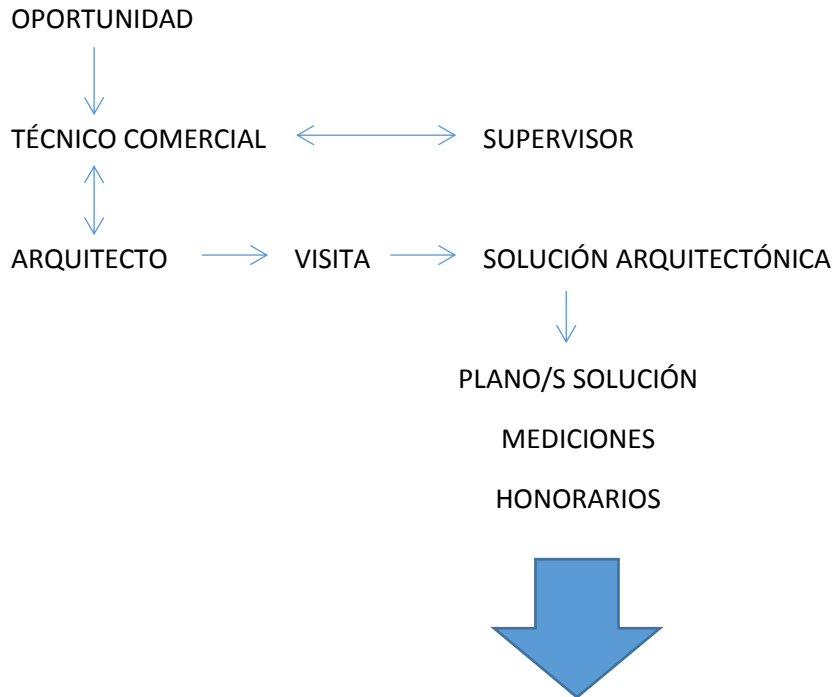 OPORTUNIDAD
TÉCNICO COMERCIAL
SUPERVISOR
ARQUITECTO
VISITA
SOLUCIÓN ARQUITECTÓNICA
PLANO/S SOLUCIÓN
MEDICIONES
HONORARIOS